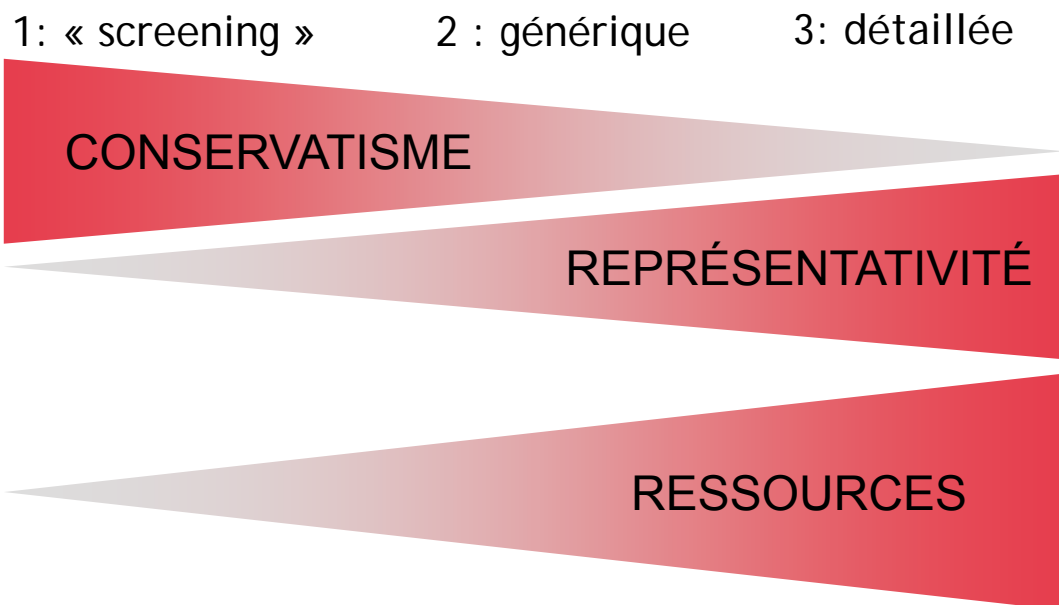 1: « screening » 2 : générique 3: détaillée
CONSERVATISME
REPRÉSENTATIVITÉ
RESSOURCES